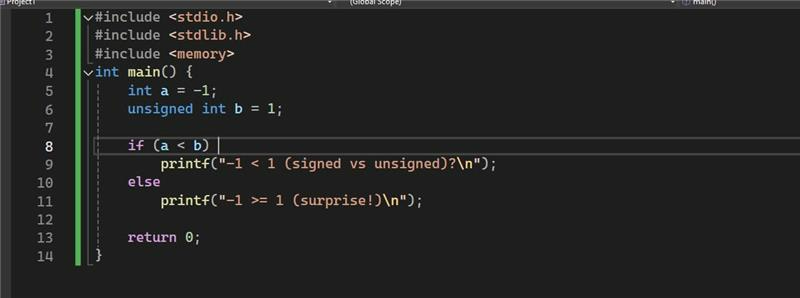 Project1 (Global Scope) main()
1 #include <stdio.h>
2 #include <stdlib.h>
3 #include <memory>
4 int main() {
5 int a = -1;
6 unsigned int b = 1;
7
8 if (a < b)
9 printf("-1 < 1 (signed vs unsigned)?\n");
10 else
11 printf("-1 >= 1 (surprise!)\n");
12
13 return 0;
14 }